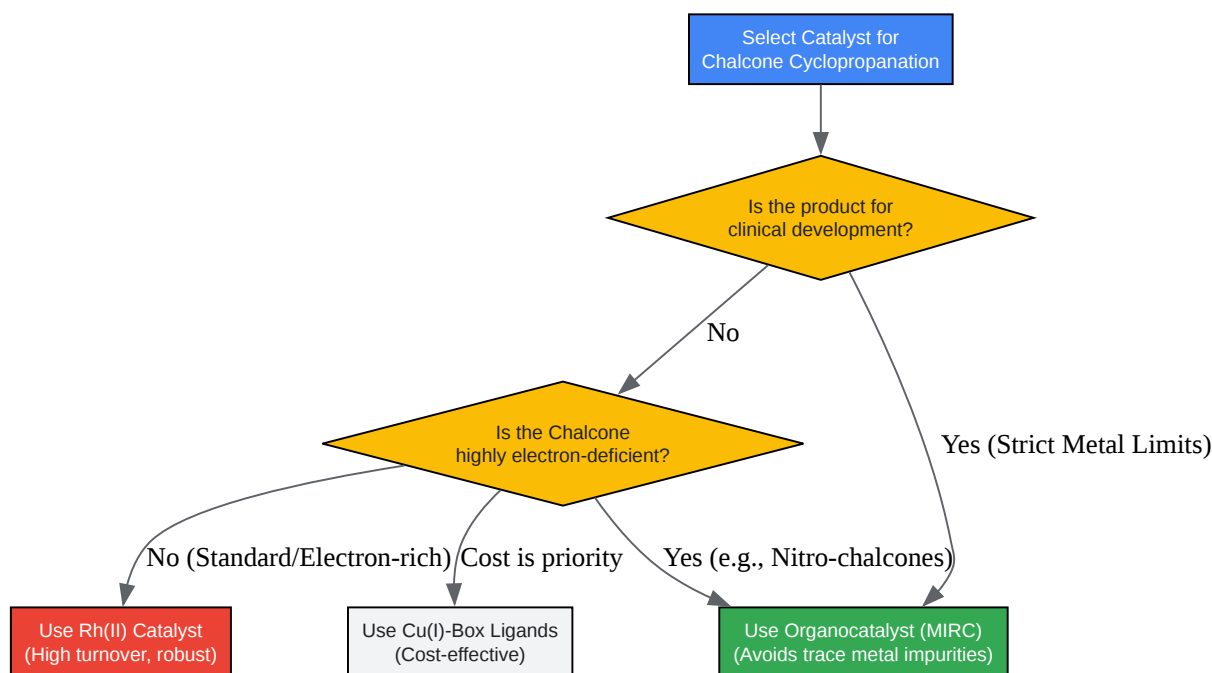 Select Catalyst for
Chalcone Cyclopropanation
Is the product for
clinical development?
No
Yes (Strict Metal Limits)
Is the Chalcone
highly electron-deficient?
No (Standard/Electron-rich)
Cost is priority
Yes (e.g., Nitro-chalcones)
Use Rh(II) Catalyst
(High turnover, robust)
Use Cu(I)-Box Ligands
(Cost-effective)
Use Organocatalyst (MIRC)
(Avoids trace metal impurities)